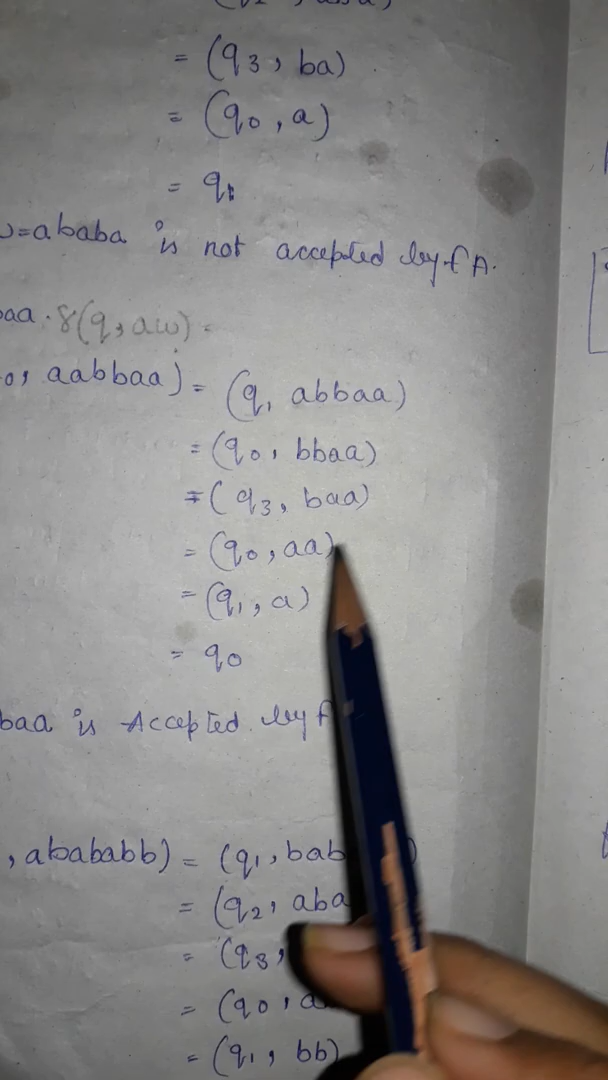 = (q3, ba)
= (q0, a)
= q1
=ababa is not accepted by fA.
baa. δ(q, aw) =
aabbaa) = (q1 abbaa)
= (q0, bbaa)
= (q3, baa)
= (q0, aa)
= (q1, a)
= q0
baa is Accepted by f
, abababb) = (q1, bab )
= (q2, aba
= (q3,
= (q0,
= (q1, bb)